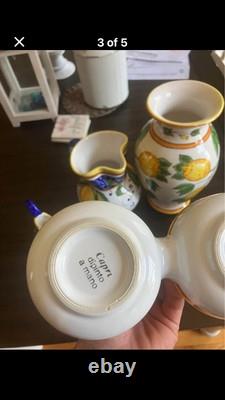 3 of 5
Capri
dipinto
a mano
ebay